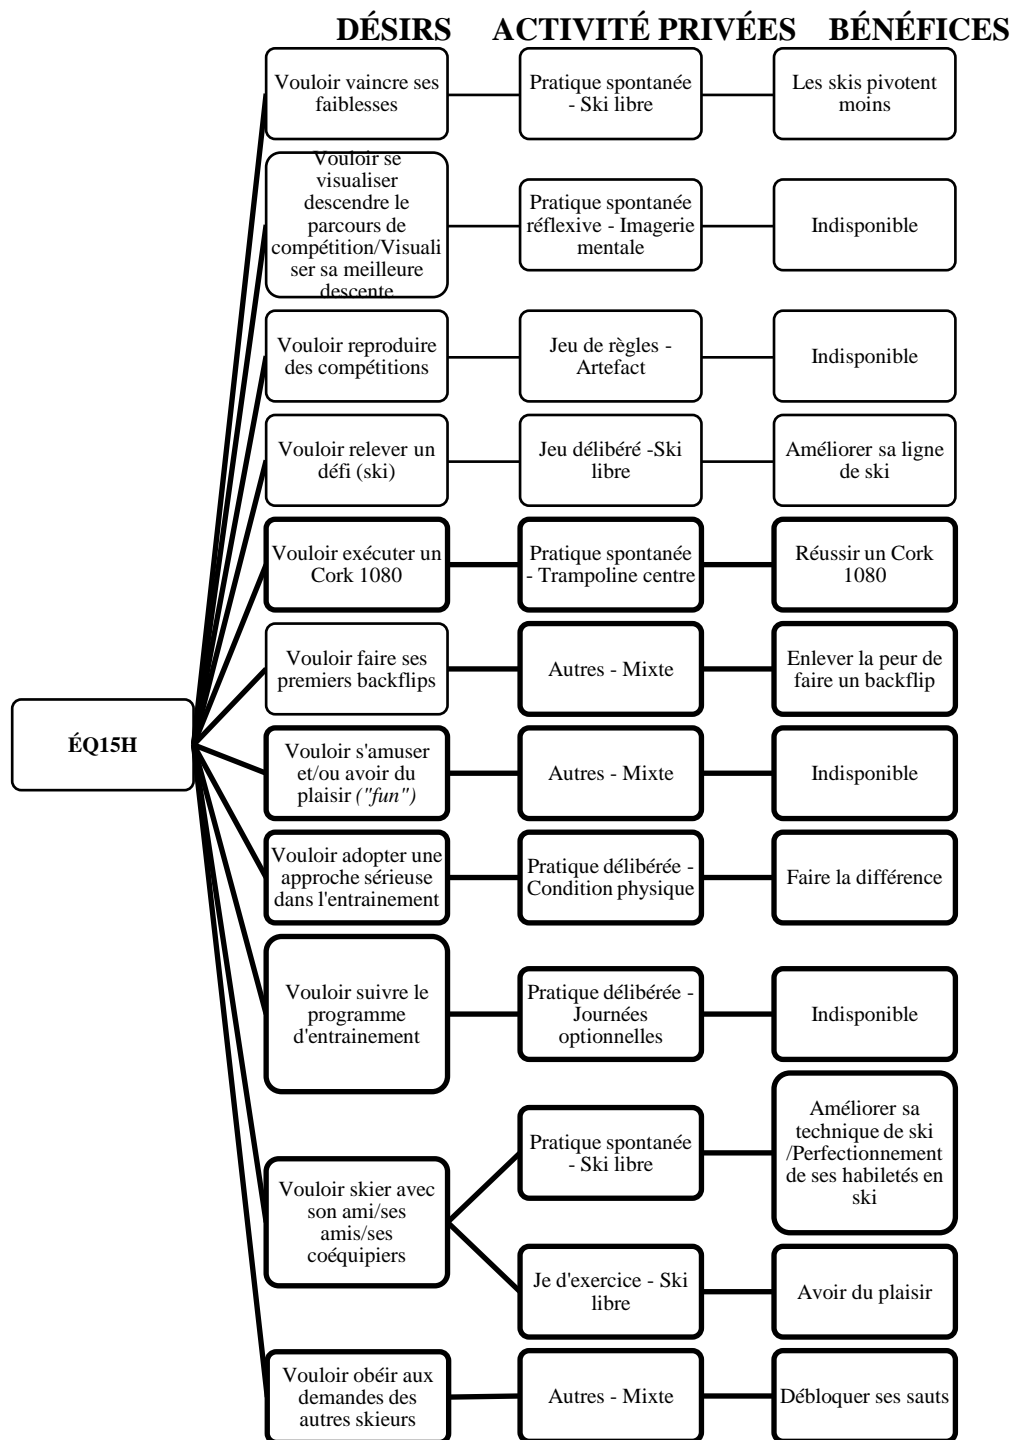 DÉSIRS ACTIVITÉ PRIVÉES BÉNÉFICES
Vouloir vaincre ses
faiblesses
Pratique spontanée
- Ski libre
Les skis pivotent
moins
Vouloir se
visualiser
descendre le
parcours de
compétition/Visuali
ser sa meilleure
descente
Pratique spontanée
réflexive - Imagerie
mentale
Indisponible
Vouloir reproduire
des compétitions
Jeu de règles -
Artefact
Indisponible
Vouloir relever un
défi (ski)
Jeu délibéré -Ski
libre
Améliorer sa ligne
de ski
Vouloir exécuter un
Cork 1080
Pratique spontanée
- Trampoline centre
Réussir un Cork
1080
Vouloir faire ses
premiers backflips
Autres - Mixte
Enlever la peur de
faire un backflip
ÉQ15H
Vouloir s'amuser
et/ou avoir du
plaisir ("fun")
Autres - Mixte
Indisponible
Vouloir adopter une
approche sérieuse
dans l'entrainement
Pratique délibérée -
Condition physique
Faire la différence
Vouloir suivre le
programme
d'entrainement
Pratique délibérée -
Journées
optionnelles
Indisponible
Vouloir skier avec
son ami/ses
amis/ses
coéquipiers
Pratique spontanée
- Ski libre
Améliorer sa
technique de ski
/Perfectionnement
de ses habiletés en
ski
Je d'exercice - Ski
libre
Avoir du plaisir
Vouloir obéir aux
demandes des
autres skieurs
Autres - Mixte
Débloquer ses sauts